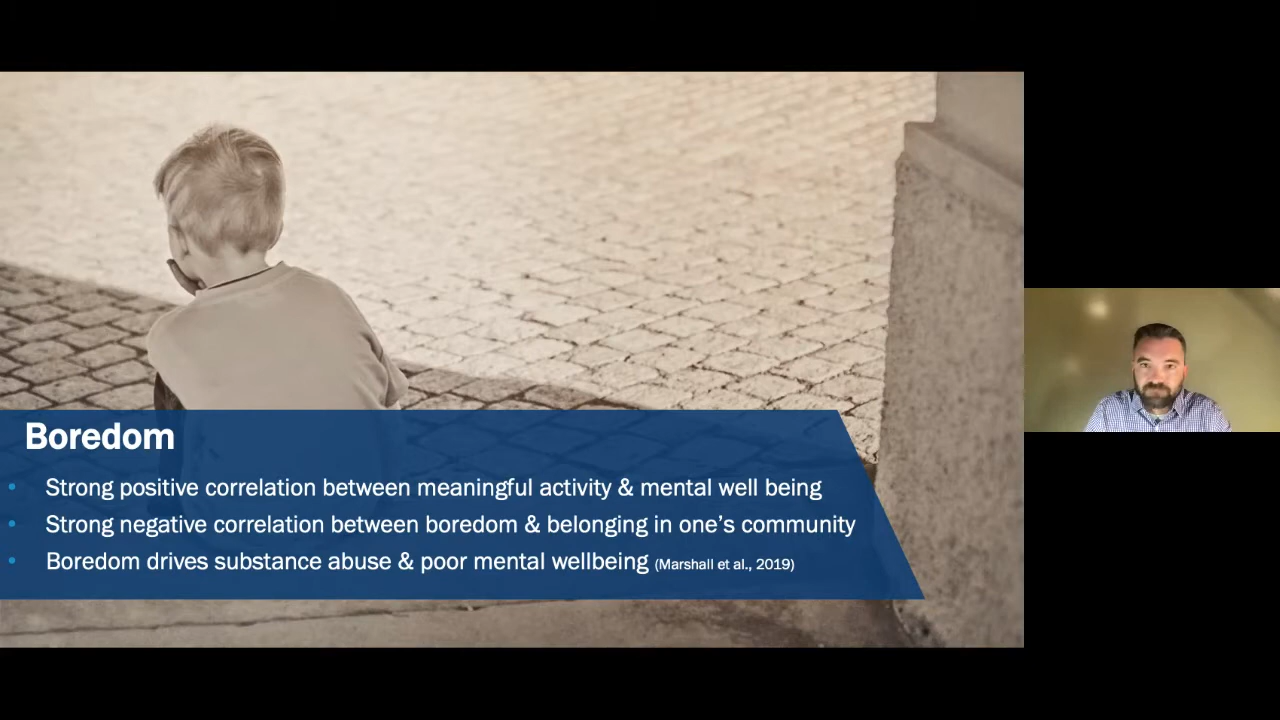 Boredom
• Strong positive correlation between meaningful activity & mental well being
• Strong negative correlation between boredom & belonging in one’s community
• Boredom drives substance abuse & poor mental wellbeing (Marshall et al., 2019)